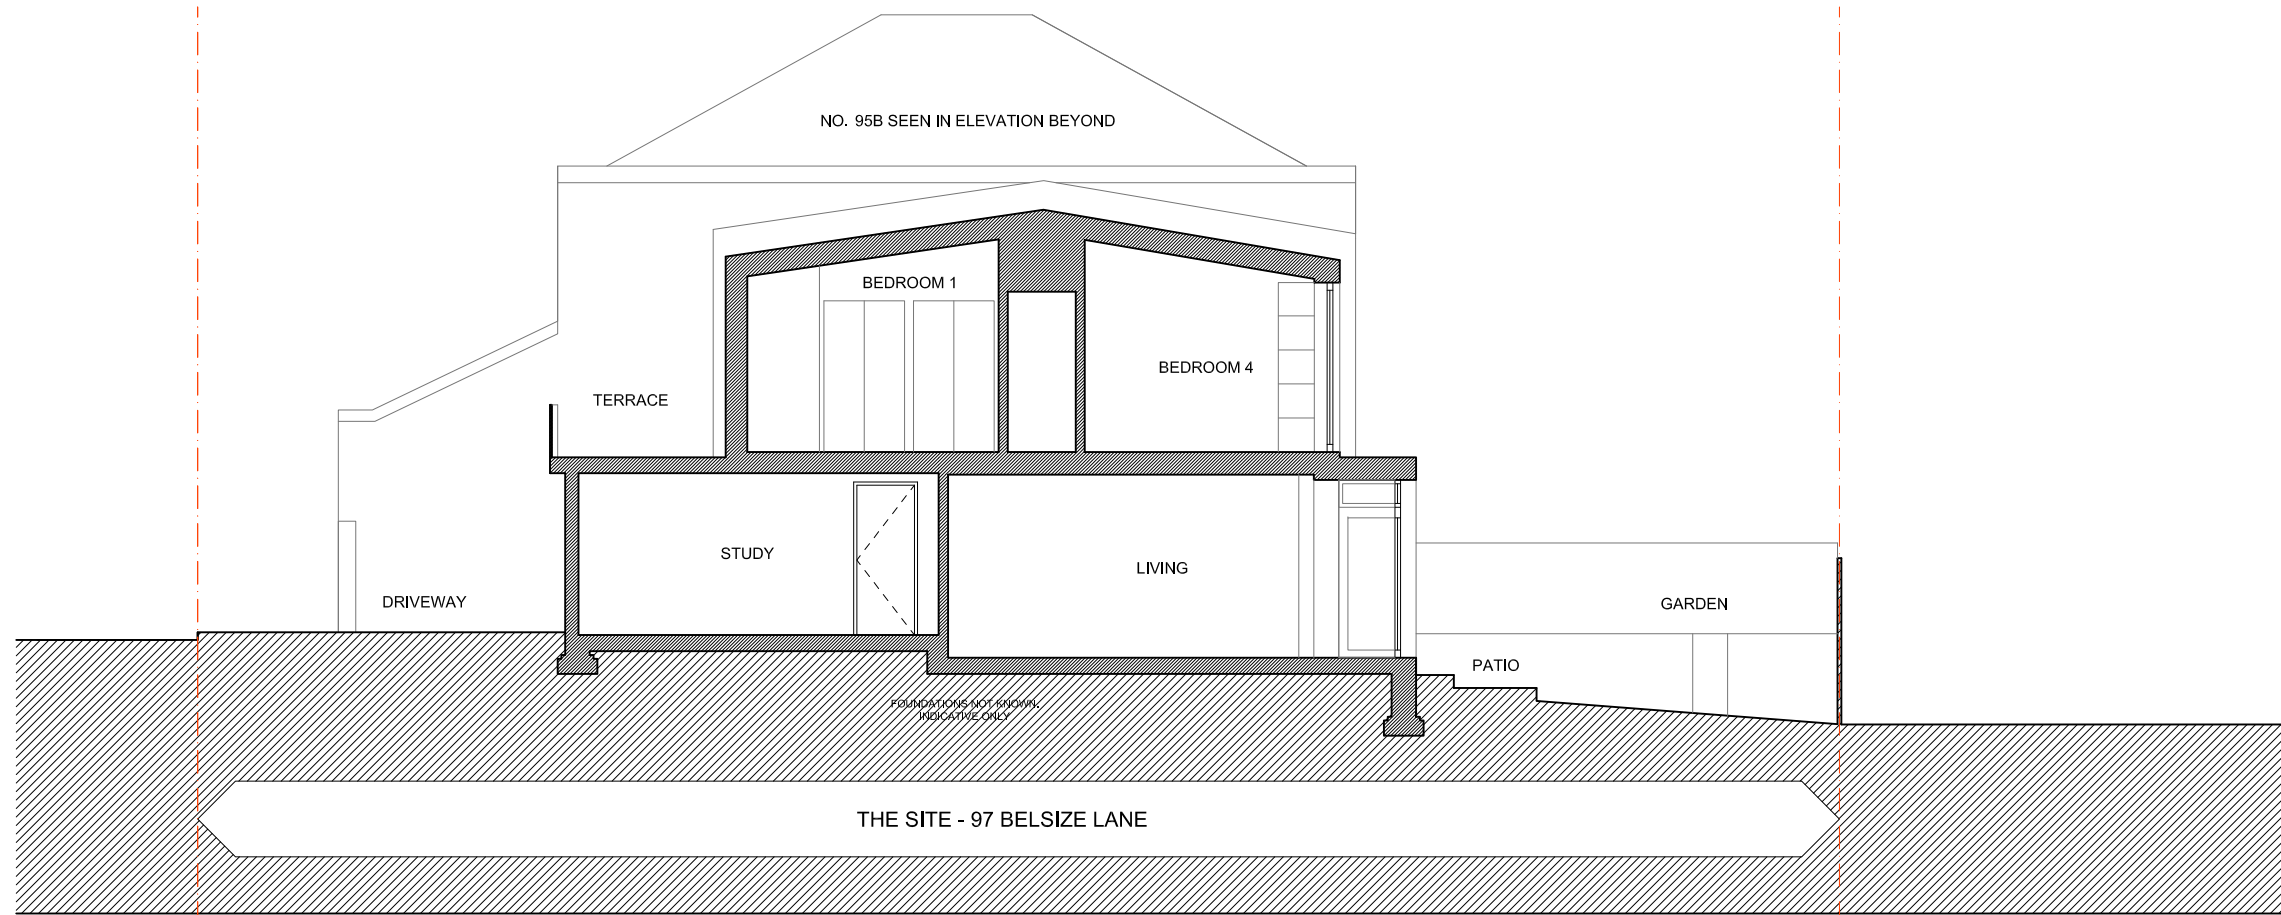 NO. 95B SEEN IN ELEVATION BEYOND
BEDROOM 1
BEDROOM 4
TERRACE
STUDY
LIVING
DRIVEWAY
GARDEN
PATIO
FOUNDATIONS NOT KNOWN.
INDICATIVE ONLY
THE SITE - 97 BELSIZE LANE